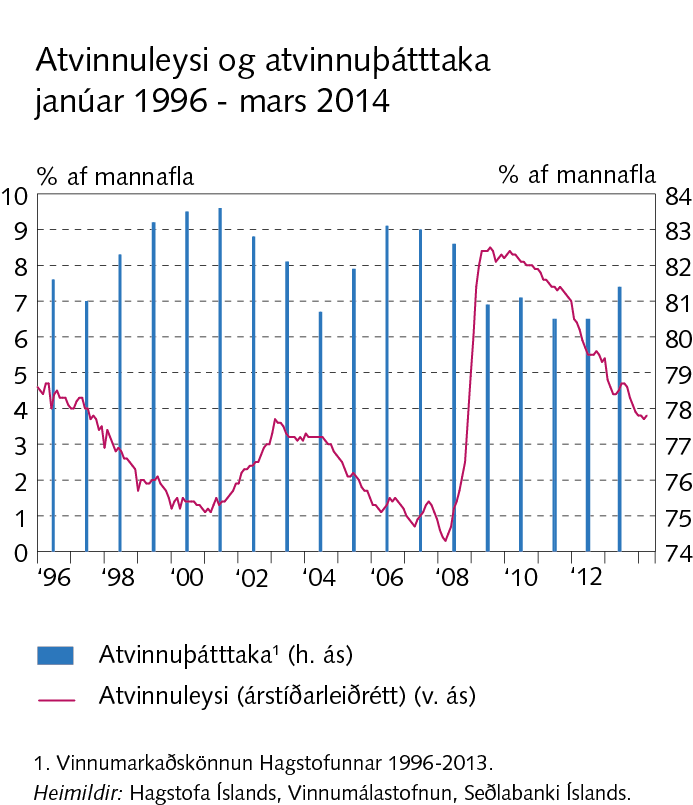 Atvinnuleysi og atvinnuþátttaka
janúar 1996 - mars 2014
% af mannafla % af mannafla
10 84
9 83
8 82
7 81
6 80
5 79
4 78
3 77
2 76
1 75
0 74
‘96 ‘98 ‘00 ‘02 ‘04 ‘06 ‘08 ‘10 ‘12
Atvinnuþátttaka¹ (h. ás)
Atvinnuleysi (árstíðarleiðrétt) (v. ás)
1. Vinnumarkaðskönnun Hagstofunnar 1996-2013.
Heimildir: Hagstofa Íslands, Vinnumálastofnun, Seðlabanki Íslands.